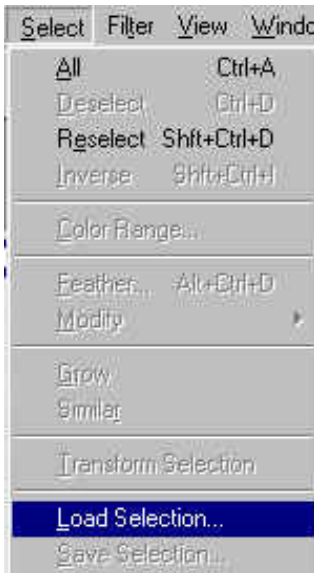 Select Filter View Windo
All Ctrl+A
Deselect Ctrl+D
Reselect Shft+Ctrl+D
Inverse Shft+Ctrl+I
Color Range...
Feather... Alt+Ctrl+D
Modify
Grow
Similar
Transform Selection
Load Selection...
Save Selection...